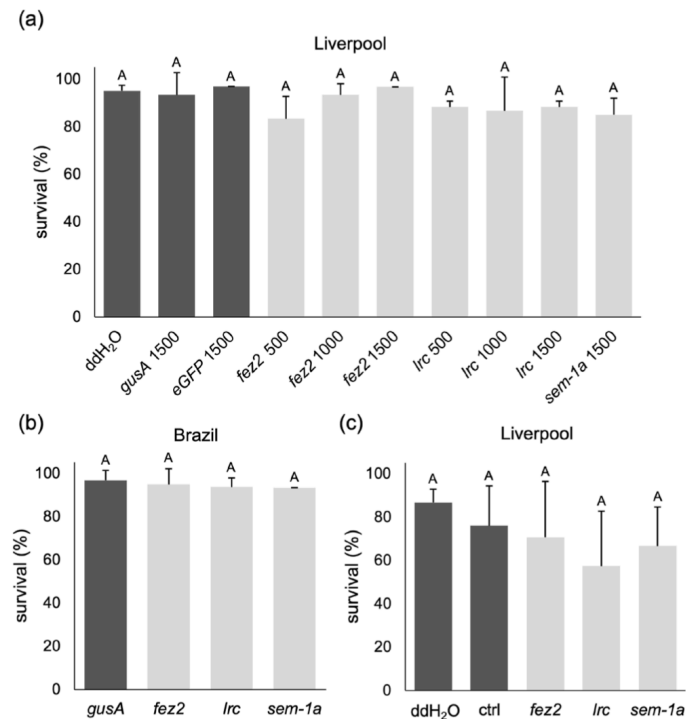 (a)
Liverpool
survival (%)
100
80
60
40
20
0
A A A A A A A A A A
ddH₂O gusA 1500 eGFP 1500 fez2 500 fez2 1000 fez2 1500 lrc 500 lrc 1000 lrc 1500 sem-1a 1500
(b)
Brazil
survival (%)
100
80
60
40
20
0
A A A A
gusA fez2 lrc sem-1a
(c)
Liverpool
survival (%)
100
80
60
40
20
0
A A A A A
ddH₂O ctrl fez2 lrc sem-1a